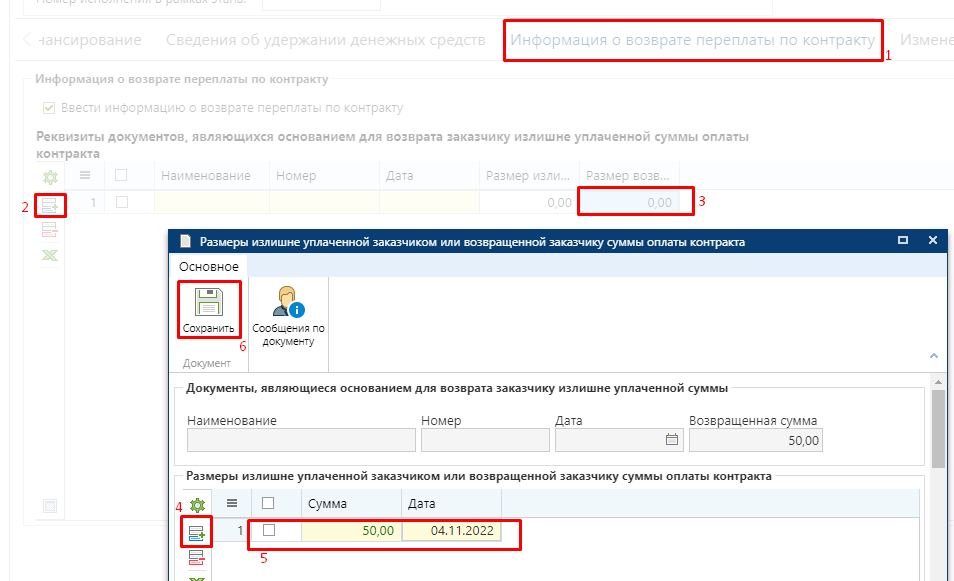 Номер исполнения в рамках этапа:
нансирование Сведения об удержании денежных средств Информация о возврате переплаты по контракту Измене
1
Информация о возврате переплаты по контракту
Ввести информацию о возврате переплаты по контракту
Реквизиты документов, являющихся основанием для возврата заказчику излишне уплаченной суммы оплаты
контракта
Наименование Номер Дата Размер изли... Размер возв...
2 1 0,00 0,00 3
Размеры излишне уплаченной заказчиком или возвращенной заказчику суммы оплаты контракта
Основное
Сохранить
6
Сообщения по
документу
Документ
Документы, являющиеся основанием для возврата заказчику излишне уплаченной суммы
Наименование Номер Дата Возвращенная сумма
50,00
Размеры излишне уплаченной заказчиком или возвращенной заказчику суммы оплаты контракта
4 Сумма Дата
1 50,00 04.11.2022
5